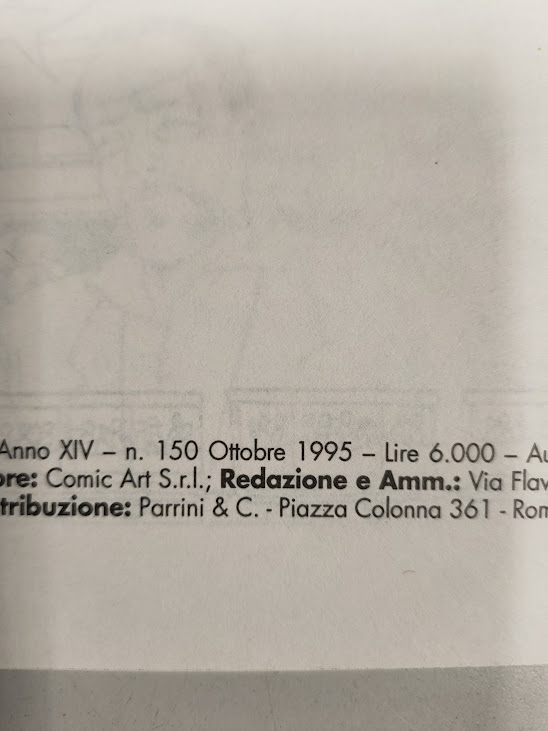 Anno XIV – n. 150 Ottobre 1995 – Lire 6.000 – Au
ore: Comic Art S.r.l.; Redazione e Amm.: Via Flav
tribuzione: Parrini & C. - Piazza Colonna 361 - Rom